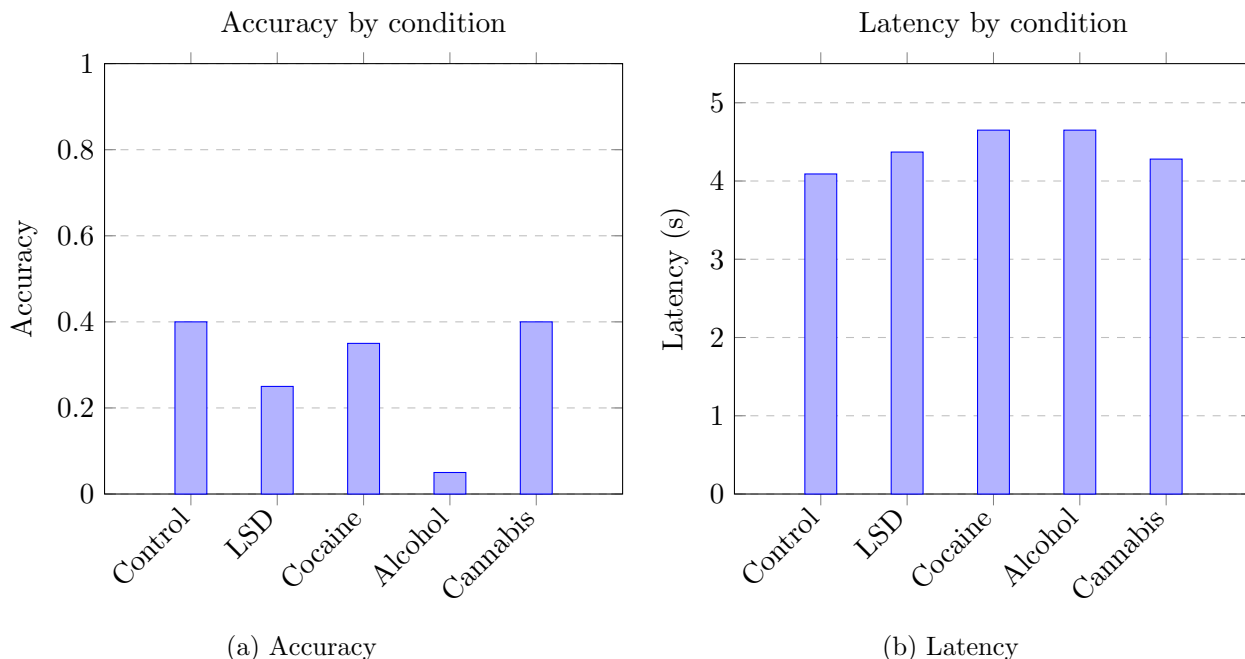 Accuracy by condition
Accuracy
1
0.8
0.6
0.4
0.2
0
Control
LSD
Cocaine
Alcohol
Cannabis
(a) Accuracy
Latency by condition
Latency (s)
5
4
3
2
1
0
Control
LSD
Cocaine
Alcohol
Cannabis
(b) Latency